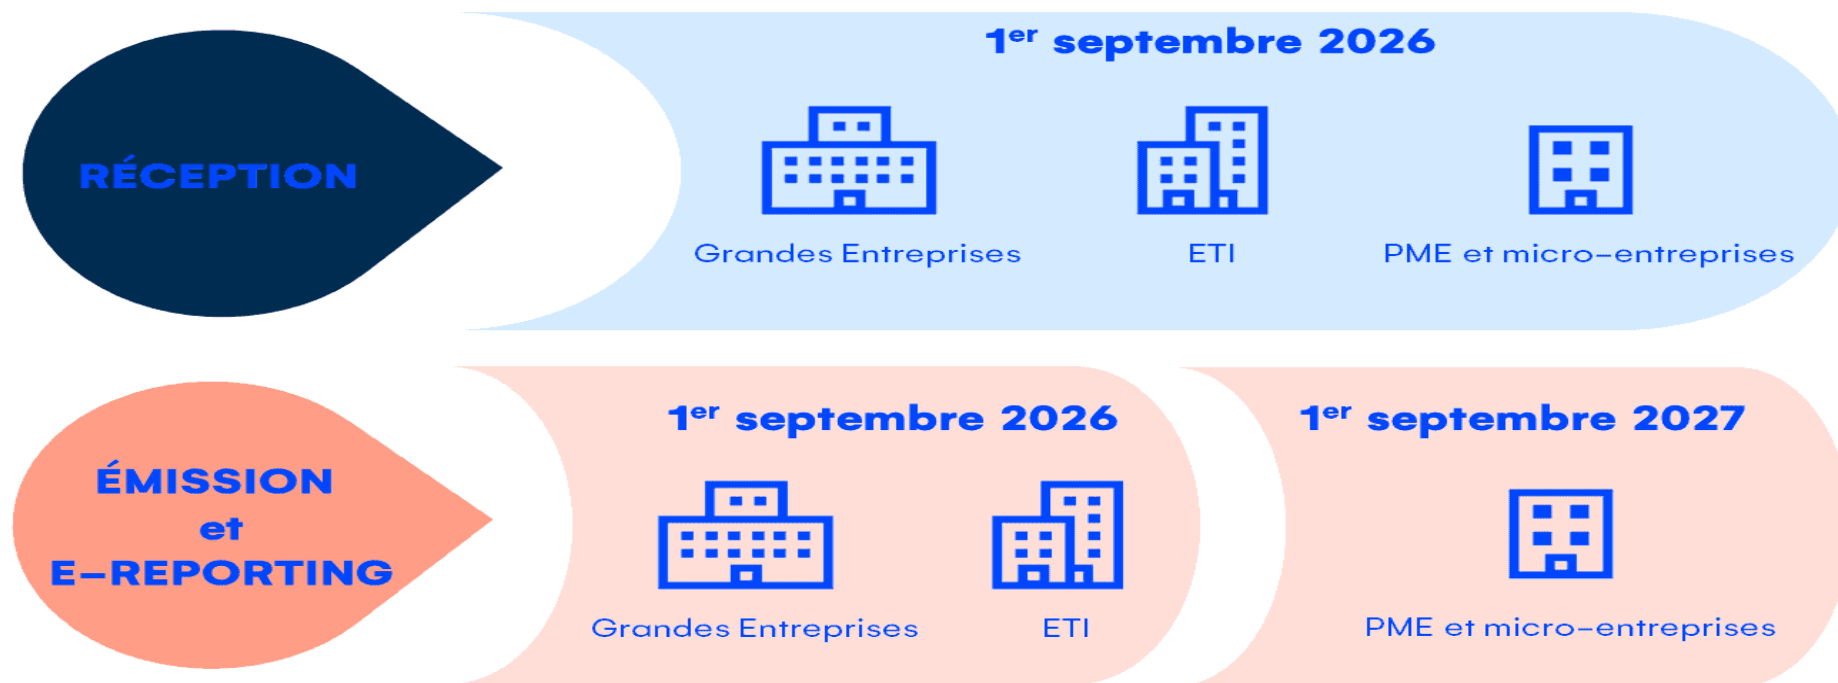 1er septembre 2026
RÉCEPTION
Grandes Entreprises
ETI
PME et micro-entreprises
ÉMISSION
et
E-REPORTING
1er septembre 2026
Grandes Entreprises
ETI
1er septembre 2027
PME et micro-entreprises